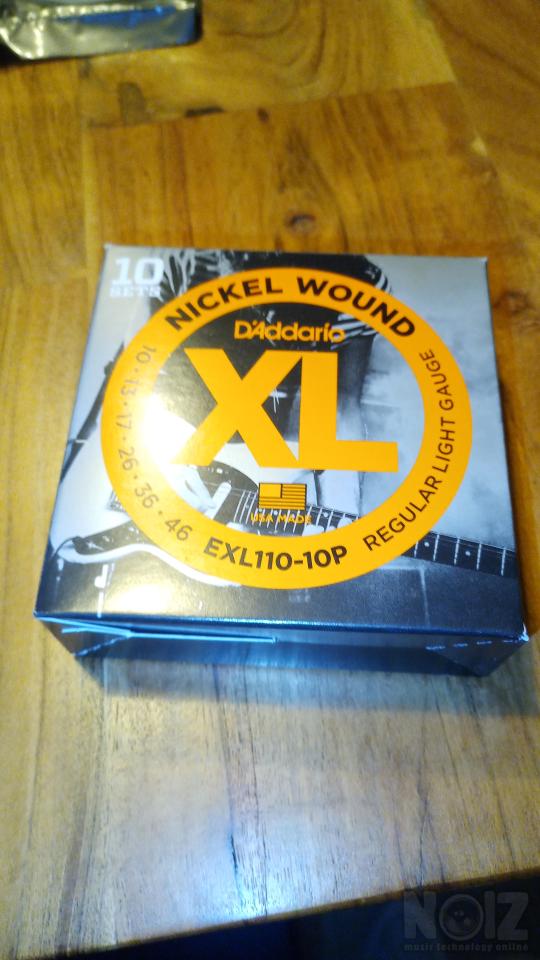 10
SETS
NICKEL WOUND
D'Addario
XL
10 · 13 · 17 · 26 · 36 · 46
USA MADE
EXL110-10P
REGULAR LIGHT GAUGE
NOIZ
music technology online